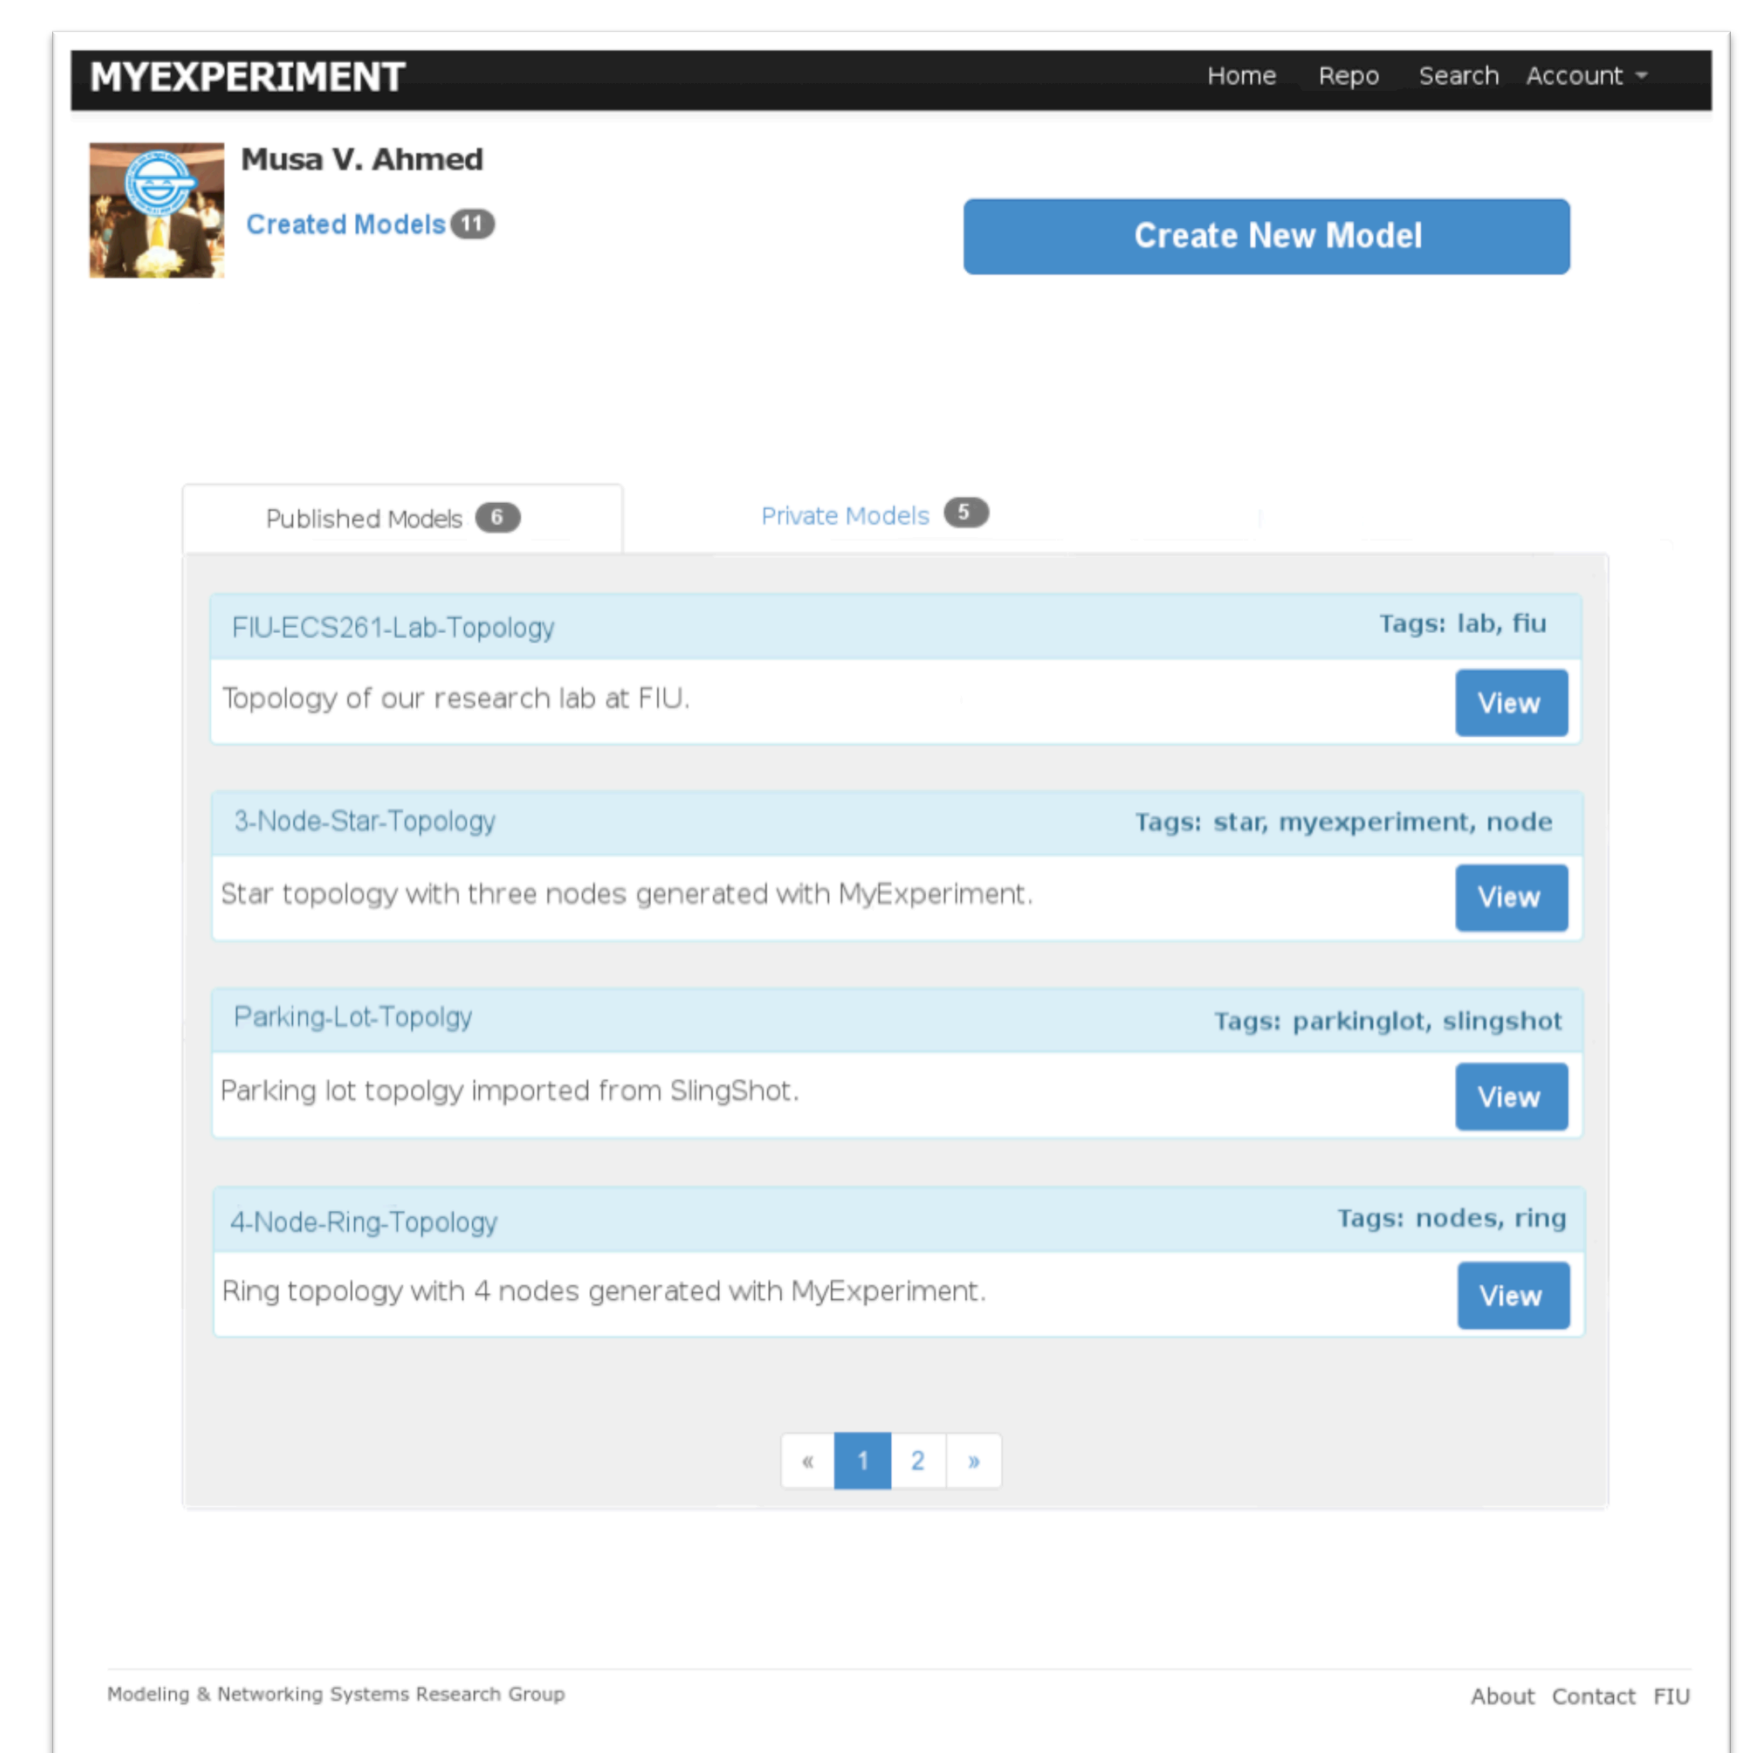 MYEXPERIMENT Home Repo Search Account
Musa V. Ahmed
Created Models 11
Create New Model
Published Models 6 Private Models 5
FIU-ECS261-Lab-Topology Tags: lab, fiu
Topology of our research lab at FIU. View
3-Node-Star-Topology Tags: star, myexperiment, node
Star topology with three nodes generated with MyExperiment. View
Parking-Lot-Topolgy Tags: parkinglot, slingshot
Parking lot topolgy imported from SlingShot. View
4-Node-Ring-Topology Tags: nodes, ring
Ring topology with 4 nodes generated with MyExperiment. View
« 1 2 »
Modeling & Networking Systems Research Group About Contact FIU